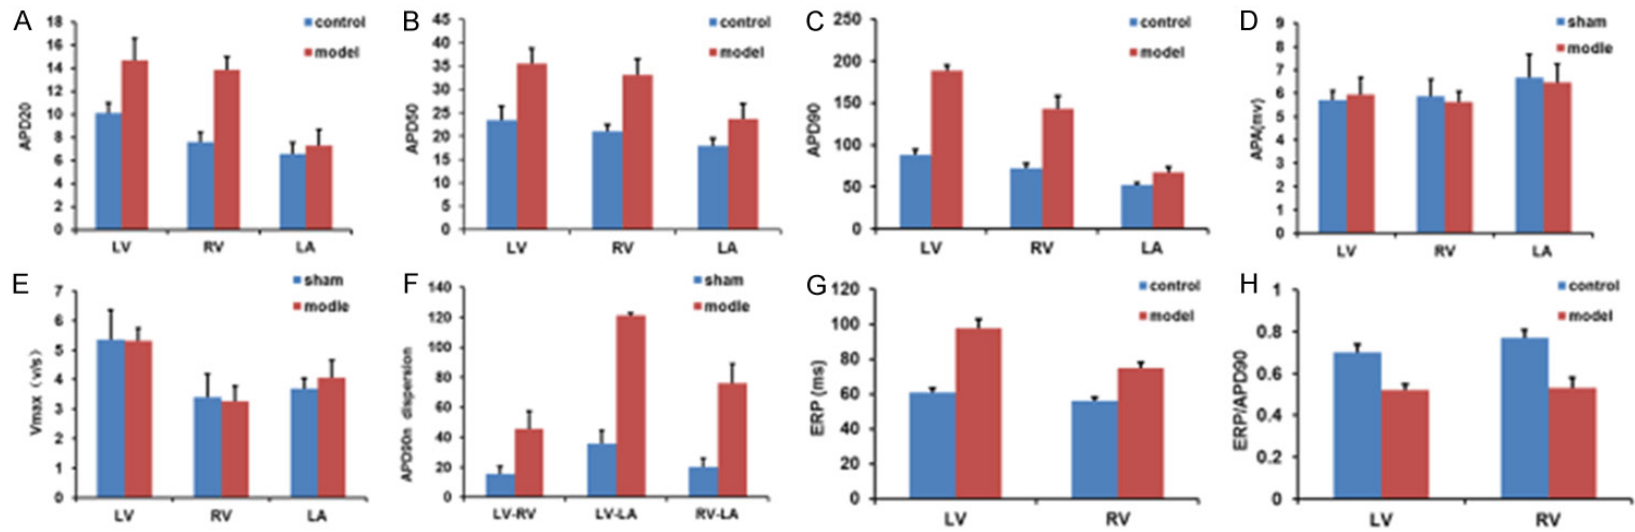 A
APD20
18
16
14
12
10
8
6
4
2
0
control
model
LV RV LA
B
APD50
45
40
35
30
25
20
15
10
5
0
control
model
LV RV LA
C
APD90
250
200
150
100
50
0
control
model
LV RV LA
D
APA(mv)
9
8
7
6
5
4
3
2
1
0
sham
modle
LV RV LA
E
Vmax (v/s)
7
6
5
4
3
2
1
0
sham
modle
LV RV LA
F
APD90n dispersion
140
120
100
80
60
40
20
0
sham
modle
LV-RV LV-LA RV-LA
G
ERP (ms)
120
100
80
60
40
20
0
control
model
LV RV
H
ERP/APD90
1
0.8
0.6
0.4
0.2
0
control
model
LV RV